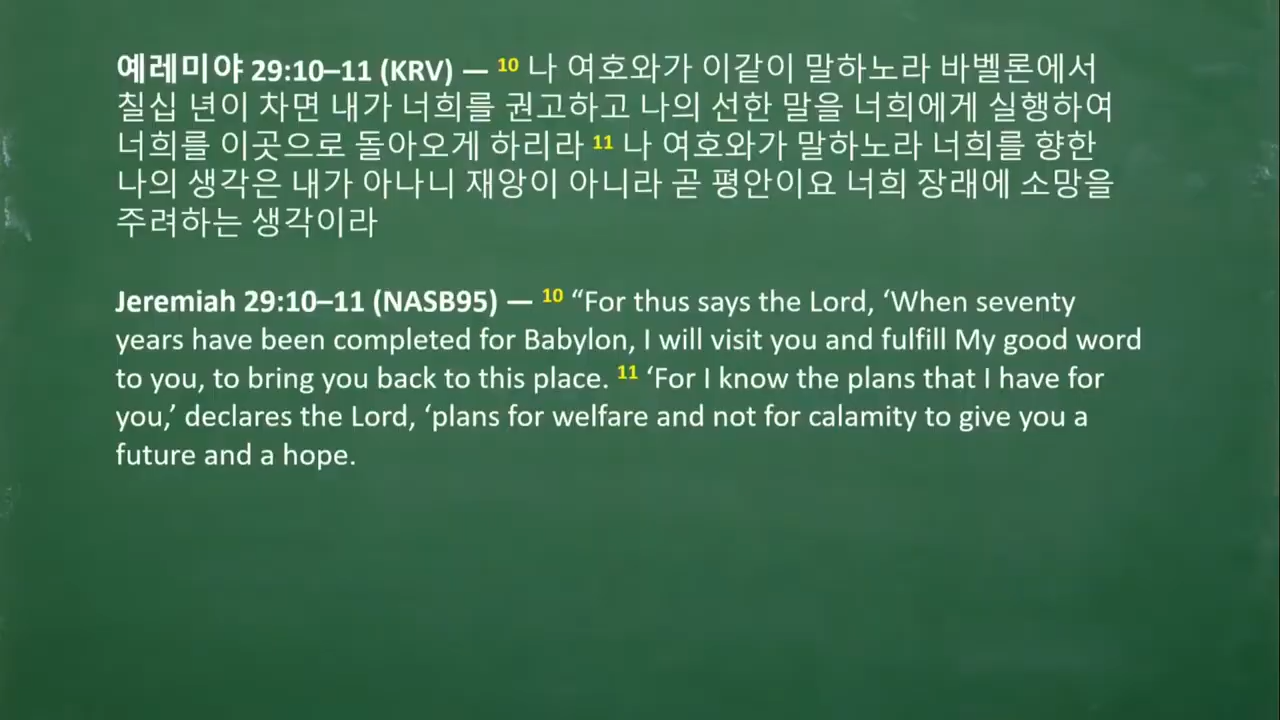 예레미야 29:10–11 (KRV) — 10 나 여호와가 이같이 말하노라 바벨론에서
칠십 년이 차면 내가 너희를 권고하고 나의 선한 말을 너희에게 실행하여
너희를 이곳으로 돌아오게 하리라 11 나 여호와가 말하노라 너희를 향한
나의 생각은 내가 아나니 재앙이 아니라 곧 평안이요 너희 장래에 소망을
주려하는 생각이라
Jeremiah 29:10–11 (NASB95) — 10 “For thus says the Lord, ‘When seventy
years have been completed for Babylon, I will visit you and fulfill My good word
to you, to bring you back to this place. 11 ‘For I know the plans that I have for
you,’ declares the Lord, ‘plans for welfare and not for calamity to give you a
future and a hope.